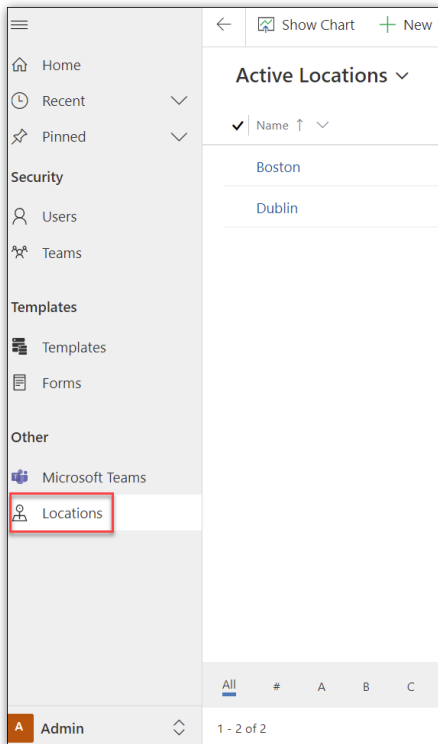 Show Chart
New
Home
Recent
Pinned
Security
Users
Teams
Templates
Templates
Forms
Other
Microsoft Teams
Locations
A Admin
Active Locations
Name
Boston
Dublin
All # A B C
1 - 2 of 2